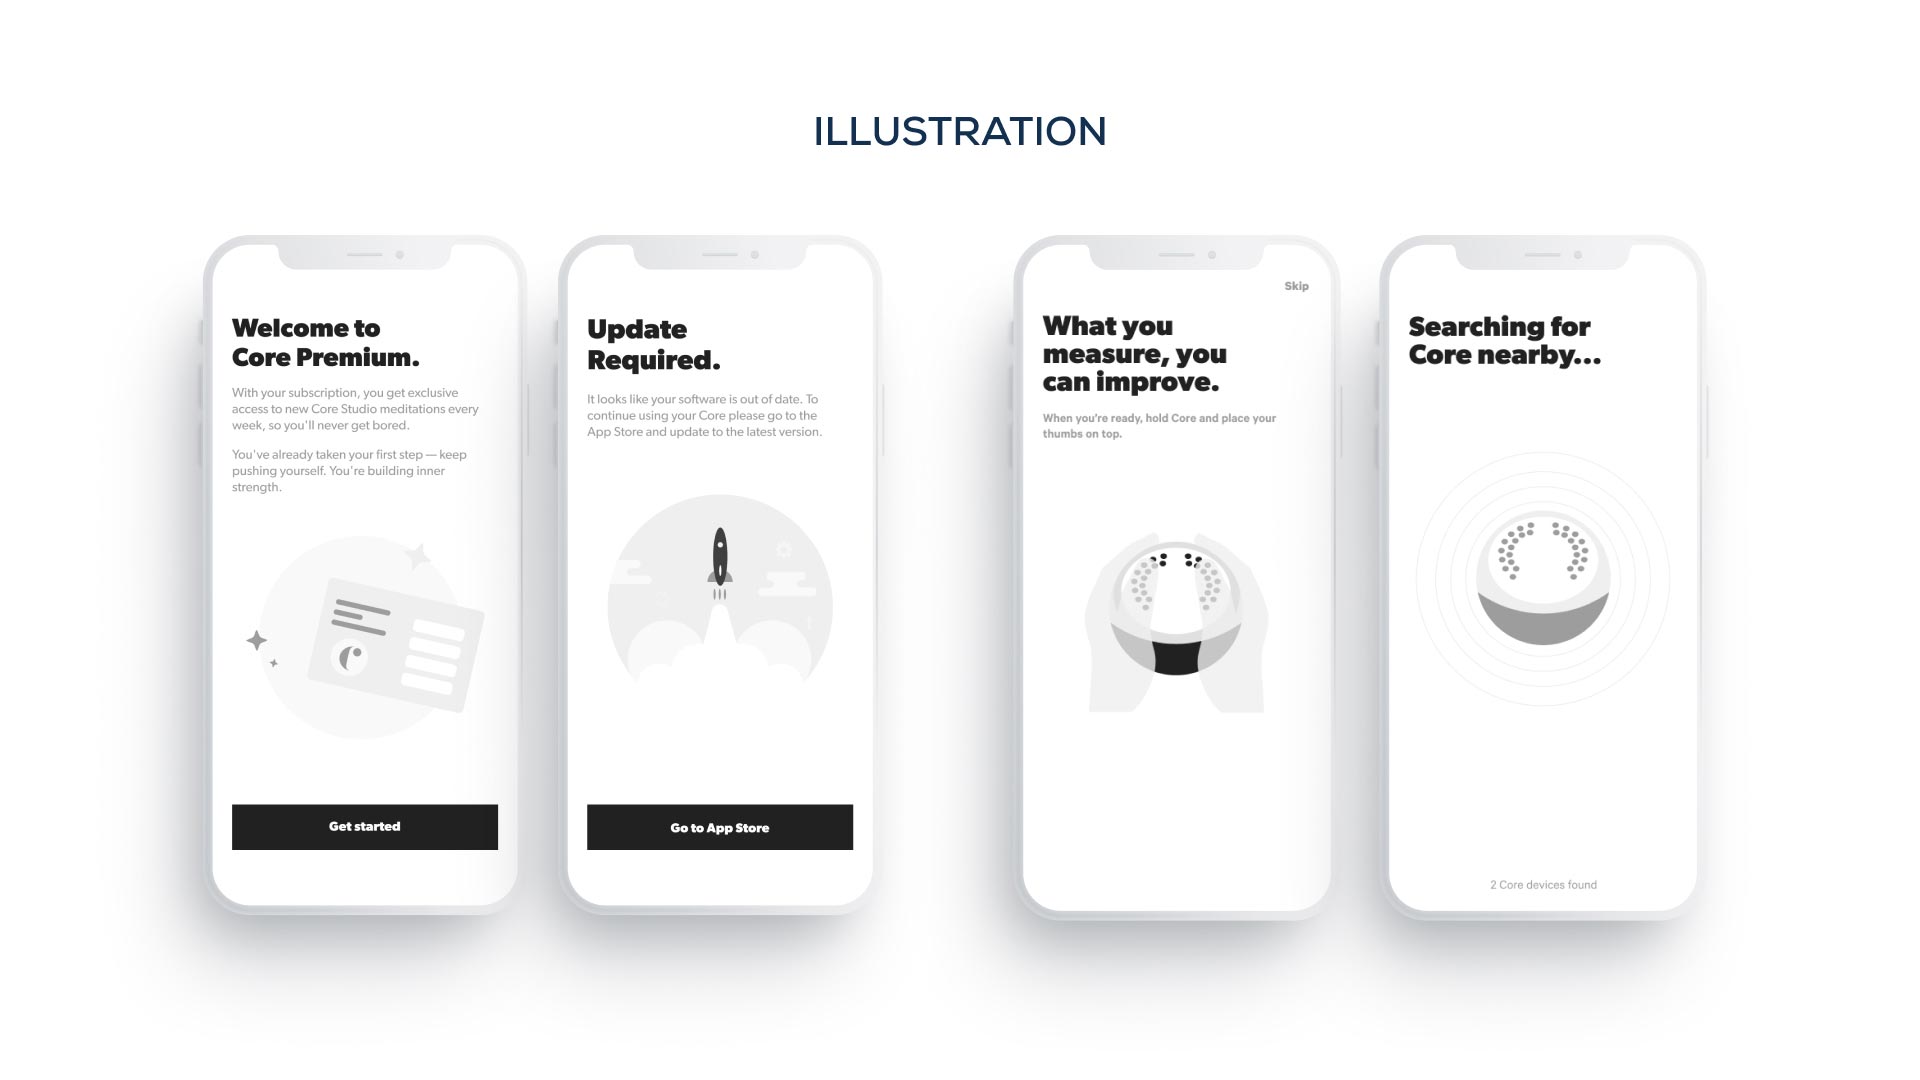 ILLUSTRATION
Welcome to
Core Premium.
With your subscription, you get exclusive
access to new Core Studio meditations every
week, so you'll never get bored.
You've already taken your first step — keep
pushing yourself. You're building inner
strength.
Get started
Update
Required.
It looks like your software is out of date. To
continue using your Core please go to the
App Store and update to the latest version.
Go to App Store
Skip
What you
measure, you
can improve.
When you're ready, hold Core and place your
thumbs on top.
Searching for
Core nearby...
2 Core devices found